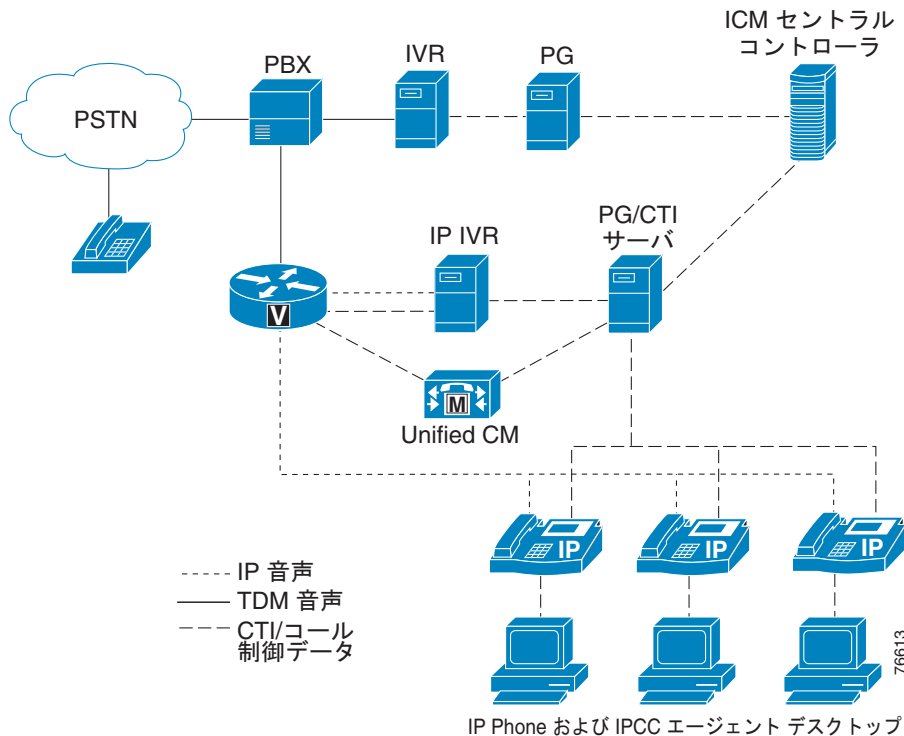 ICM セントラル
コントローラ
PBX
IVR
PG
PSTN
IP IVR
PG/CTI
サーバ
V
M
Unified CM
IP
IP
IP
IP 音声
TDM 音声
CTI/コール
制御データ
76613
IP Phone および IPCC エージェント デスクトップ